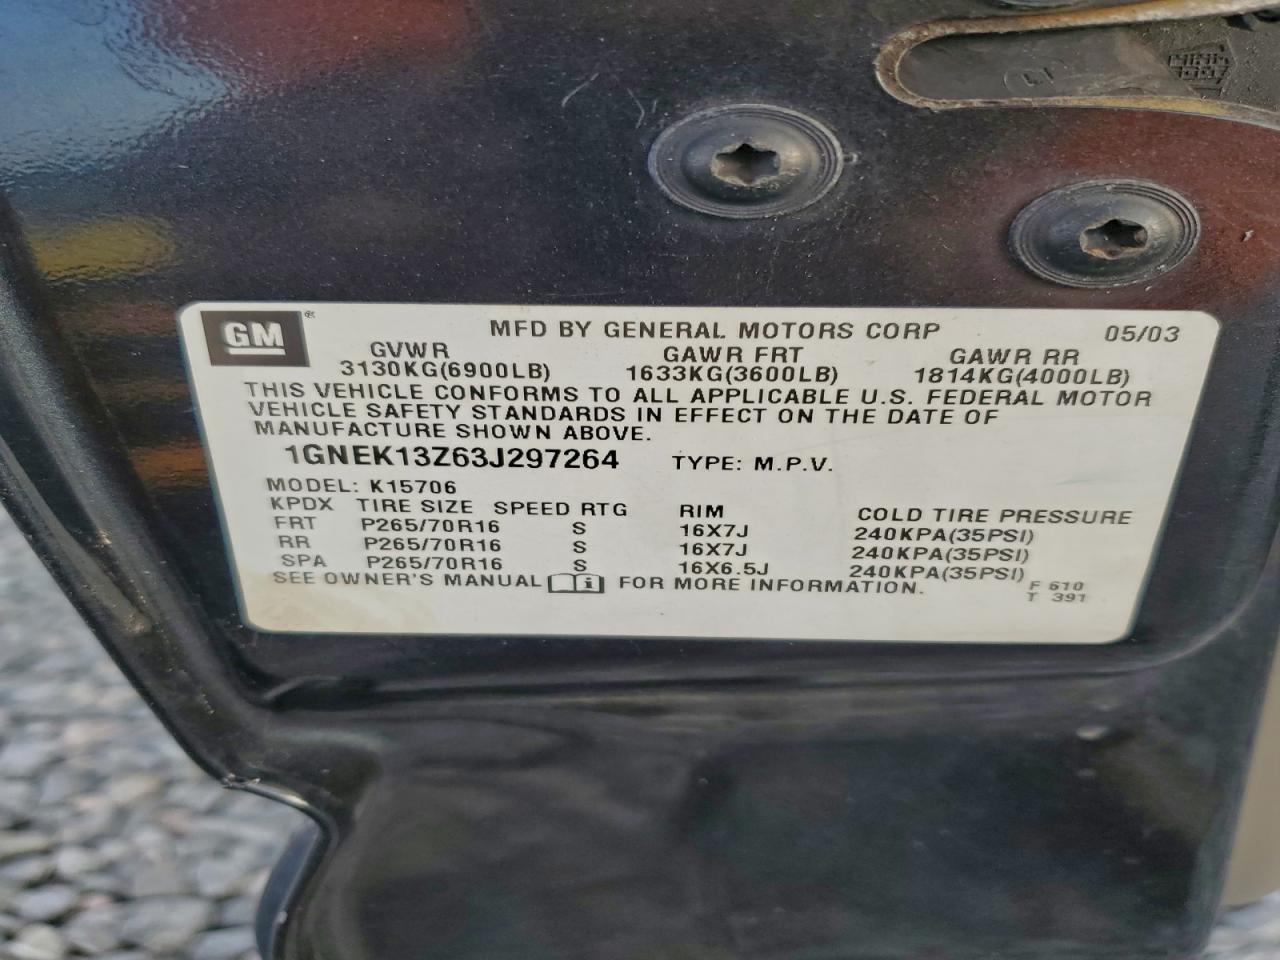 GM®
MFD BY GENERAL MOTORS CORP 05/03
GVWR GAWR FRT GAWR RR
3130KG(6900LB) 1633KG(3600LB) 1814KG(4000LB)
THIS VEHICLE CONFORMS TO ALL APPLICABLE U.S. FEDERAL MOTOR
VEHICLE SAFETY STANDARDS IN EFFECT ON THE DATE OF
MANUFACTURE SHOWN ABOVE.
1GNEK13Z63J297264 TYPE: M.P.V.
MODEL: K15706
KPDX TIRE SIZE SPEED RTG RIM COLD TIRE PRESSURE
FRT P265/70R16 S 16X7J 240KPA(35PSI)
RR P265/70R16 S 16X7J 240KPA(35PSI)
SPA P265/70R16 S 16X6.5J 240KPA(35PSI)
SEE OWNER'S MANUAL FOR MORE INFORMATION.
F 610
T 391